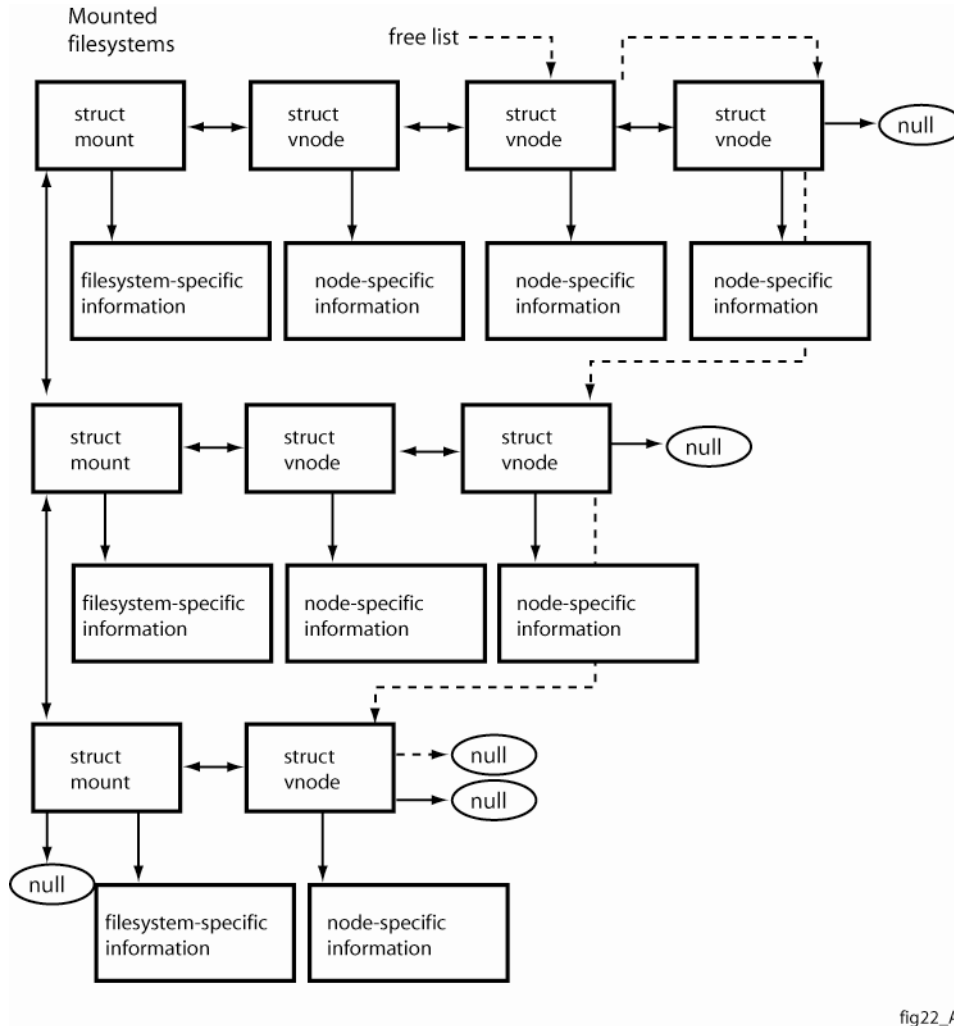 Mounted
filesystems
free list
struct
mount
struct
vnode
struct
vnode
struct
vnode
null
filesystem-specific
information
node-specific
information
node-specific
information
node-specific
information
struct
mount
struct
vnode
struct
vnode
null
filesystem-specific
information
node-specific
information
node-specific
information
struct
mount
struct
vnode
null
null
null
filesystem-specific
information
node-specific
information
fig22_A